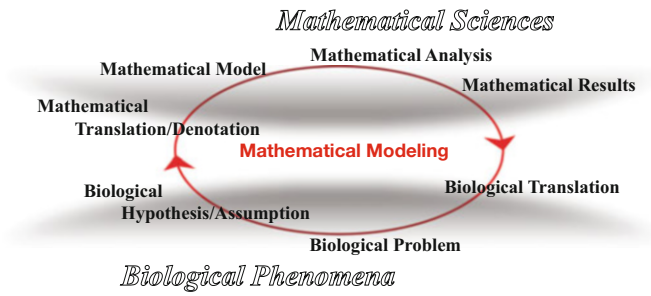 Mathematical Sciences
Mathematical Analysis
Mathematical Model
Mathematical Results
Mathematical
Translation/Denotation
Mathematical Modeling
Biological
Hypothesis/Assumption
Biological Translation
Biological Problem
Biological Phenomena